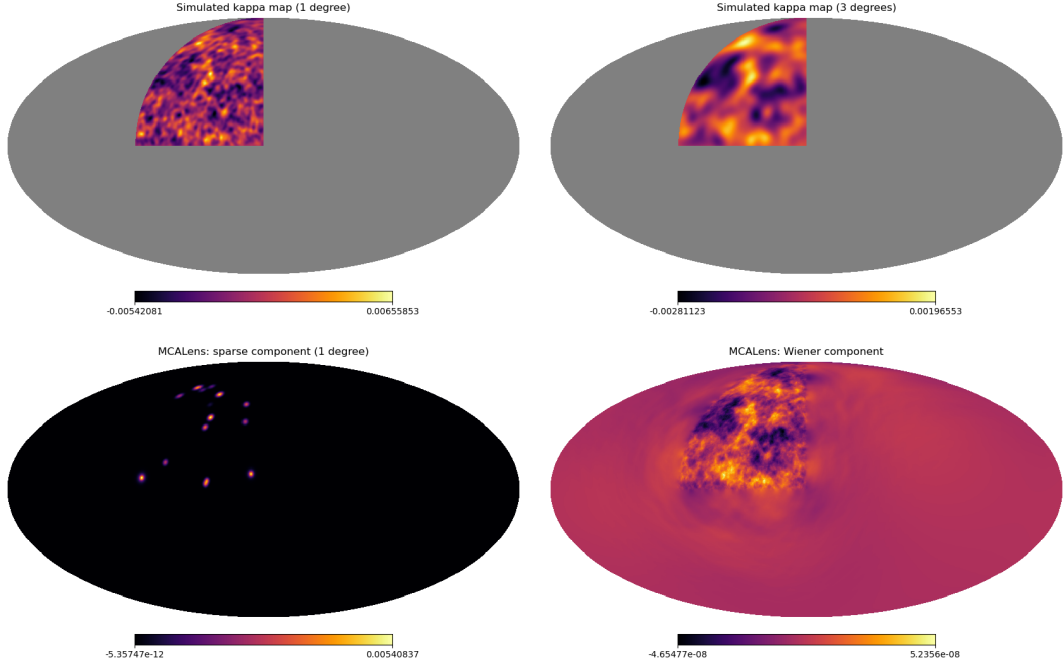 Simulated kappa map (1 degree)
Simulated kappa map (3 degrees)
-0.00542081
0.00655853
-0.00281123
0.00196553
MCALens: sparse component (1 degree)
MCALens: Wiener component
-5.35747e-12
0.00540837
-4.65477e-08
5.2356e-08